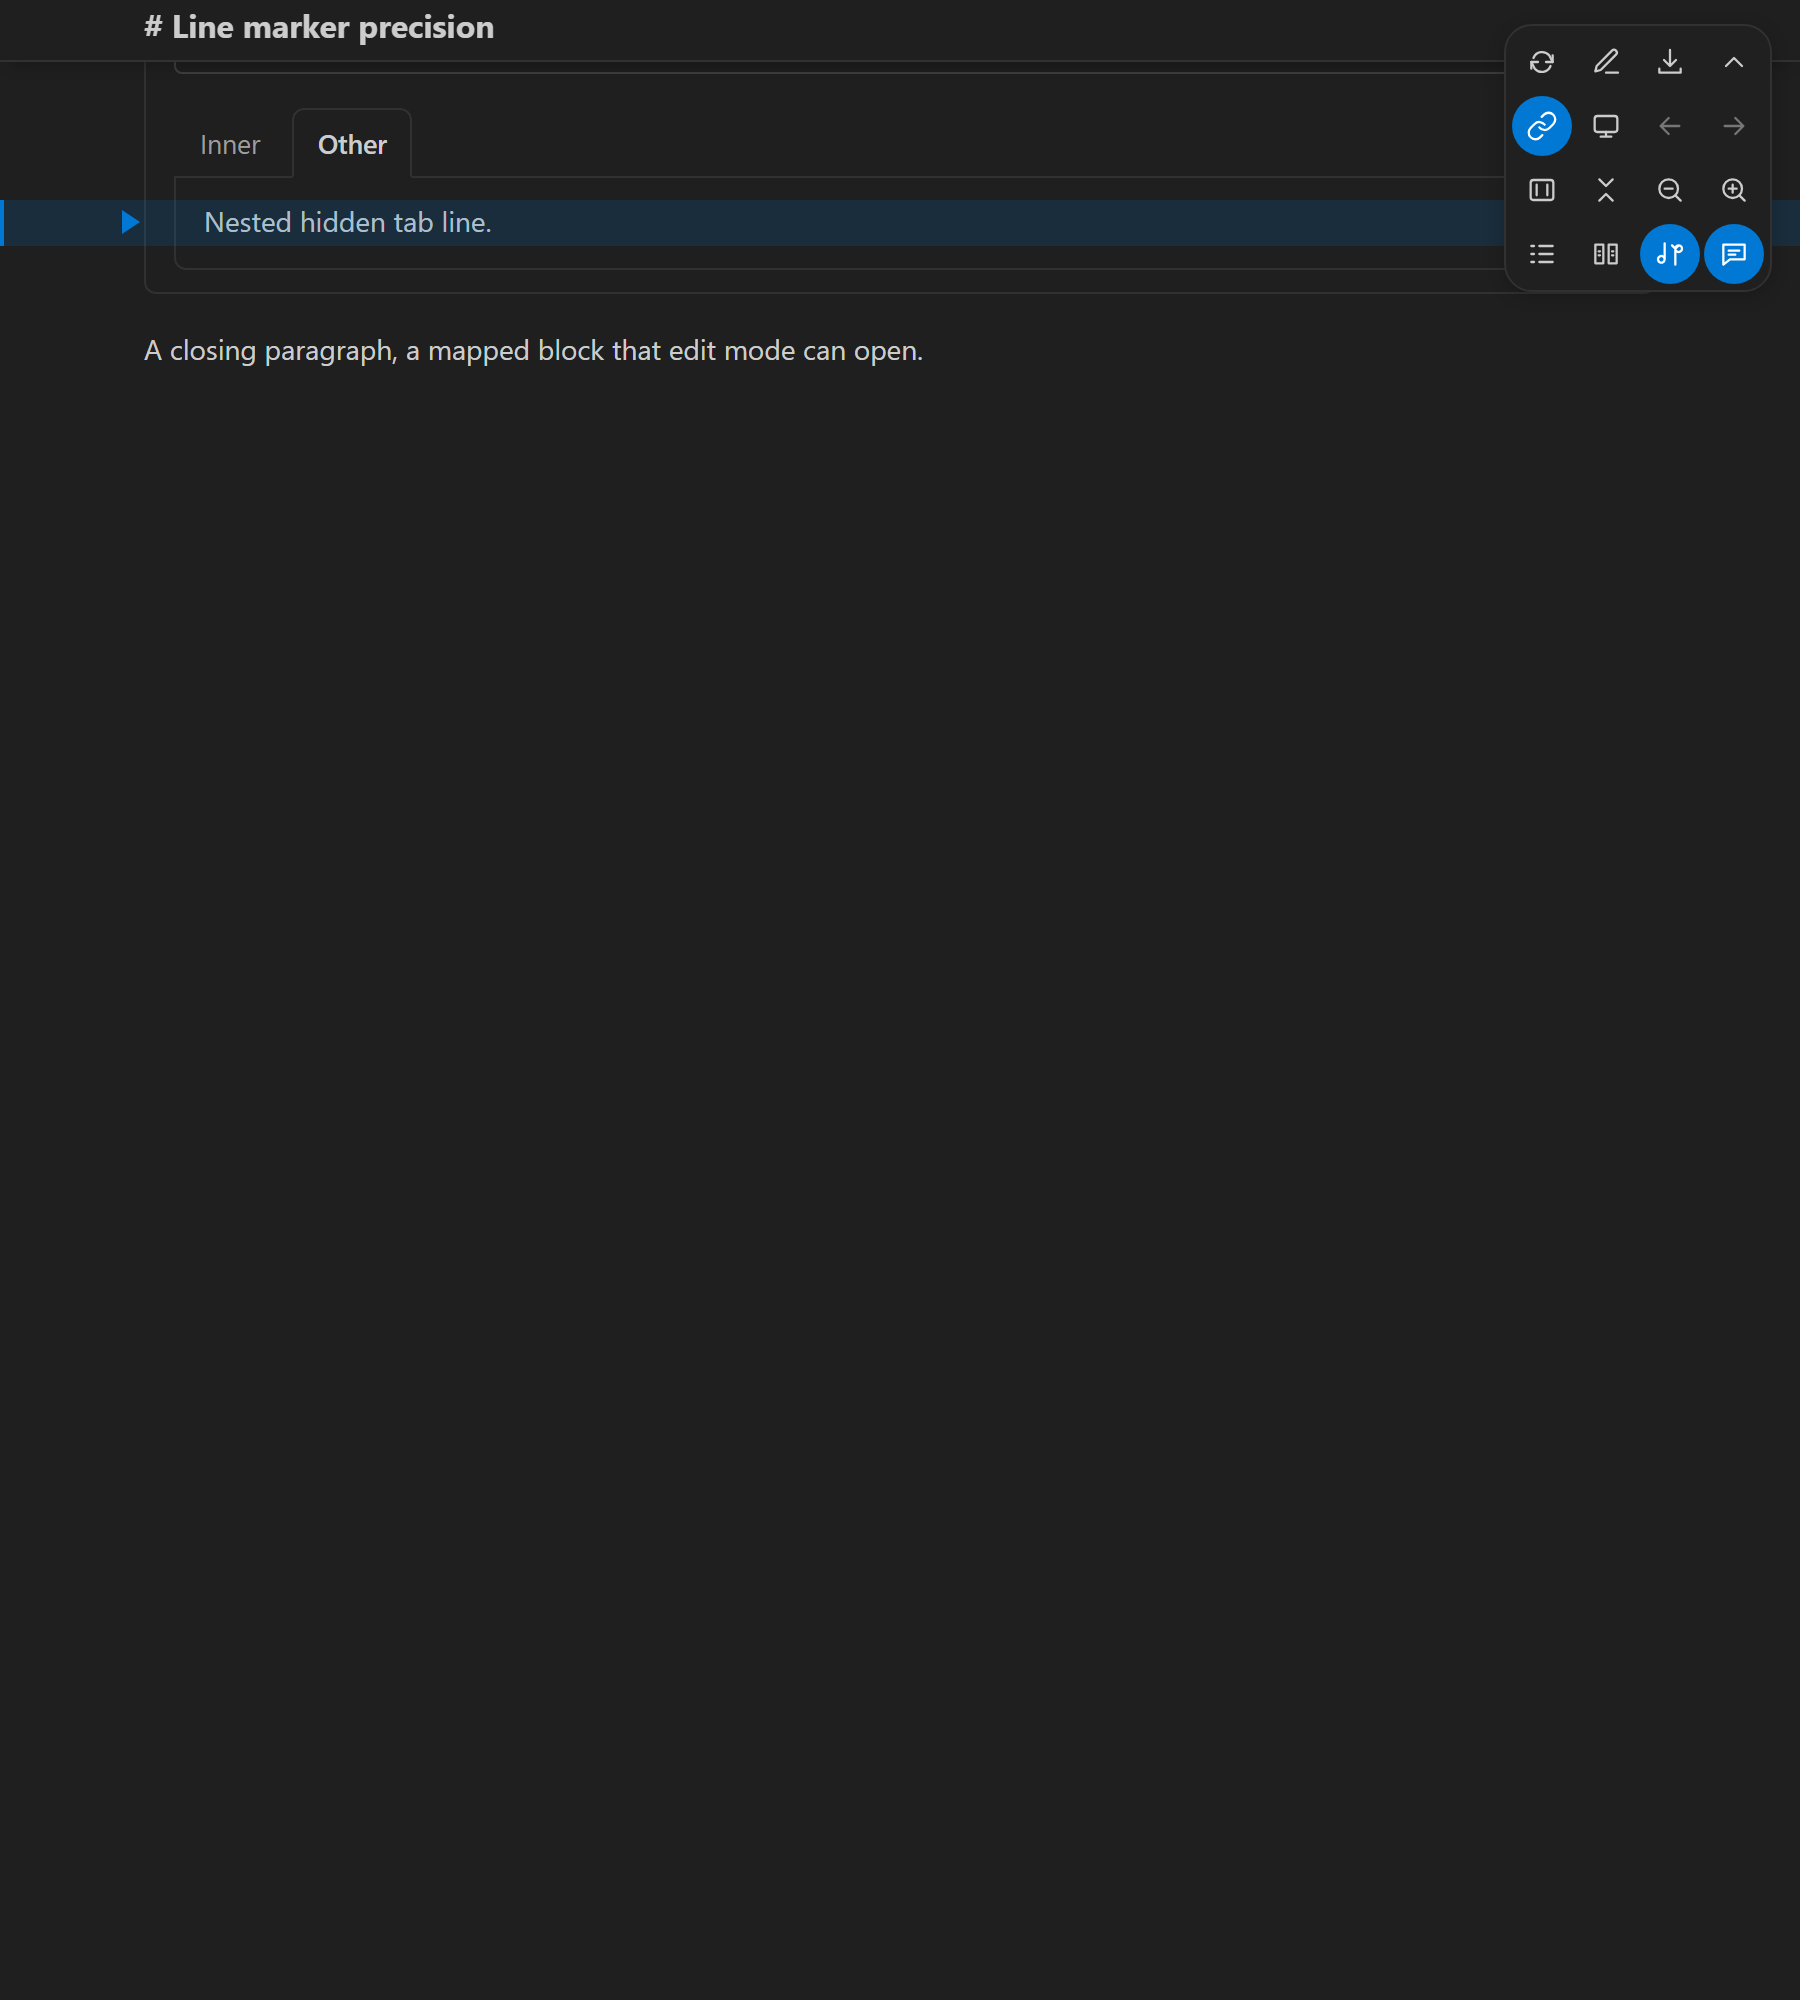 # Line marker precision
Inner Other
Nested hidden tab line.
A closing paragraph, a mapped block that edit mode can open.